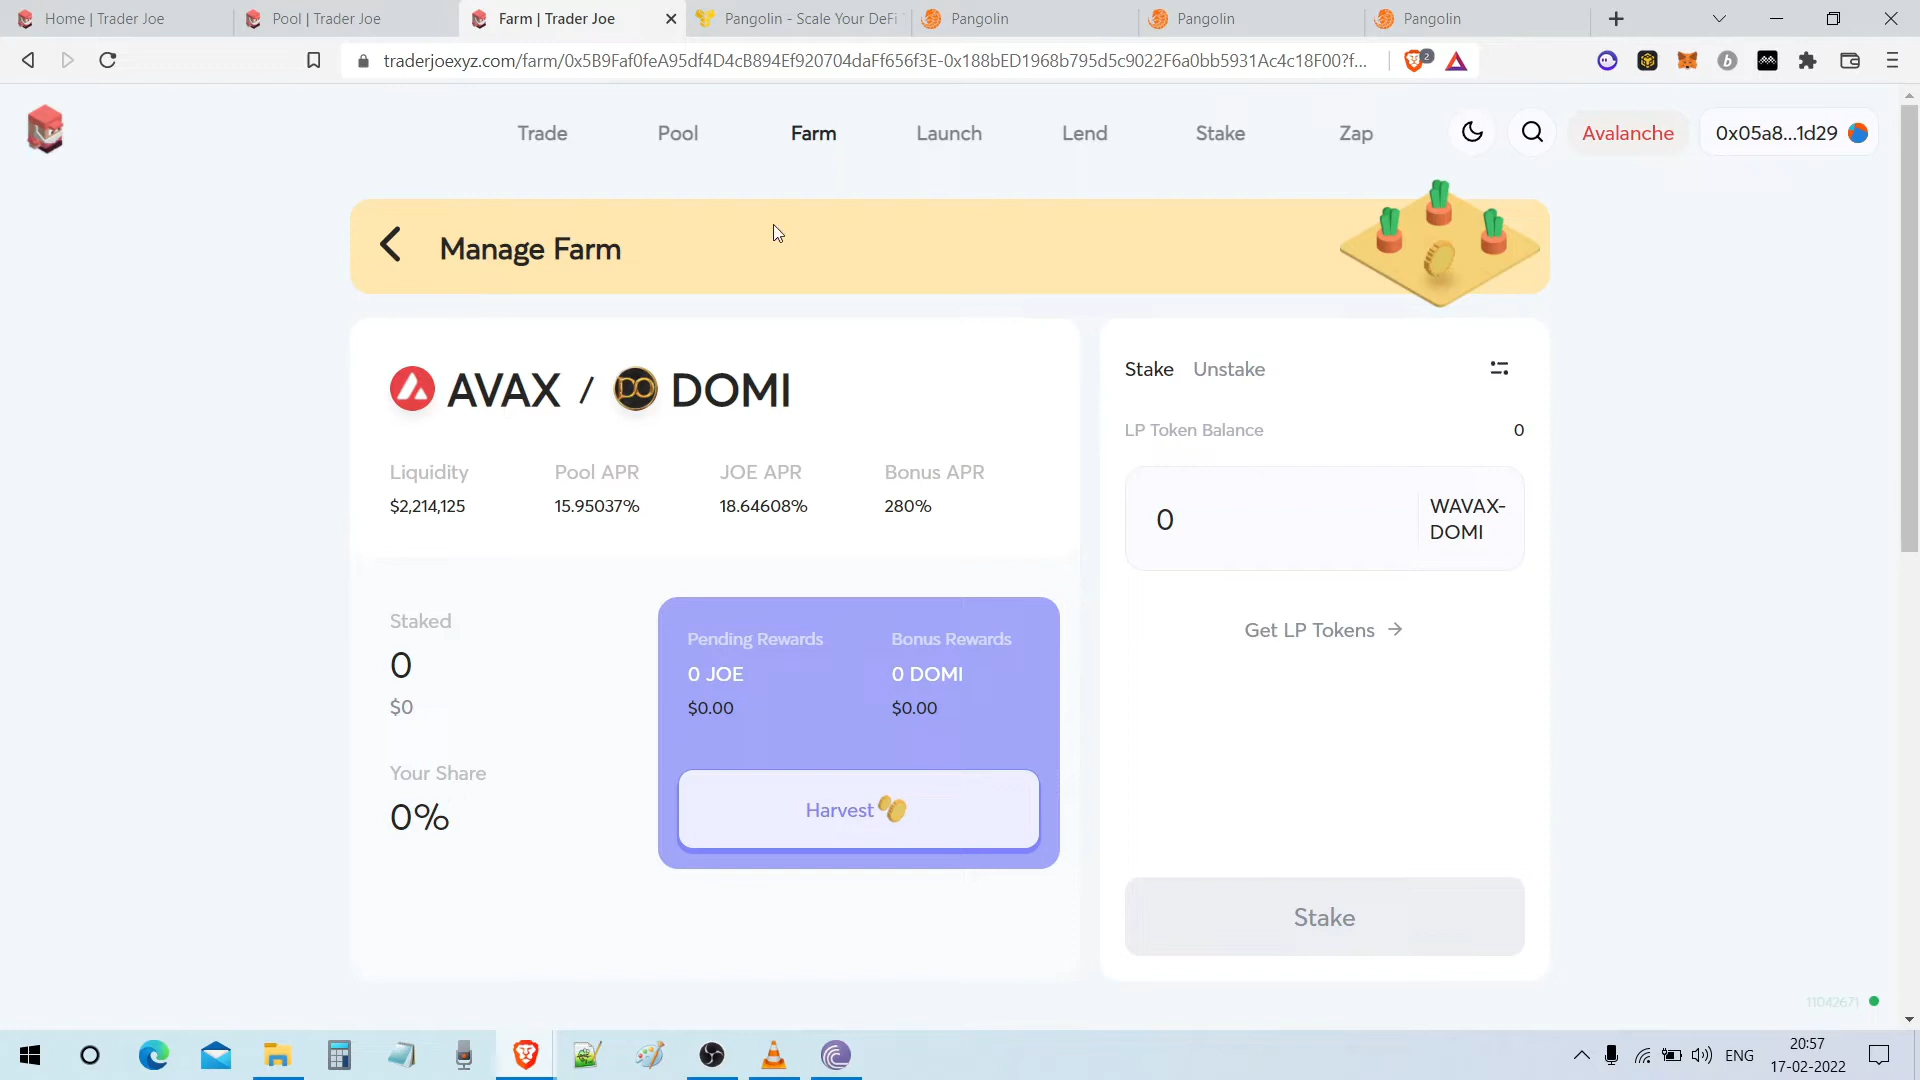 Home | Trader Joe
Pool | Trader Joe
Farm | Trader Joe
Pangolin - Scale Your DeFi
Pangolin
Pangolin
Pangolin
traderjoexyz.com/farm/0x5B9Faf0feA95df4D4cB894Ef920704daFf656f3E-0x188bED1968b795d5c9022F6a0bb5931Ac4c18F00?f...
2
Trade
Pool
Farm
Launch
Lend
Stake
Zap
Avalanche
0x05a8...1d29
Manage Farm
AVAX / DO DOMI
Liquidity
Pool APR
JOE APR
Bonus APR
$2,214,125
15.95037%
18.64608%
280%
Staked
0
$0
Your Share
0%
Pending Rewards
Bonus Rewards
0 JOE
0 DOMI
$0.00
$0.00
Harvest
Stake
Unstake
LP Token Balance
0
0
WAVAX-
DOMI
Get LP Tokens
Stake
11042671
ENG
20:57
17-02-2022